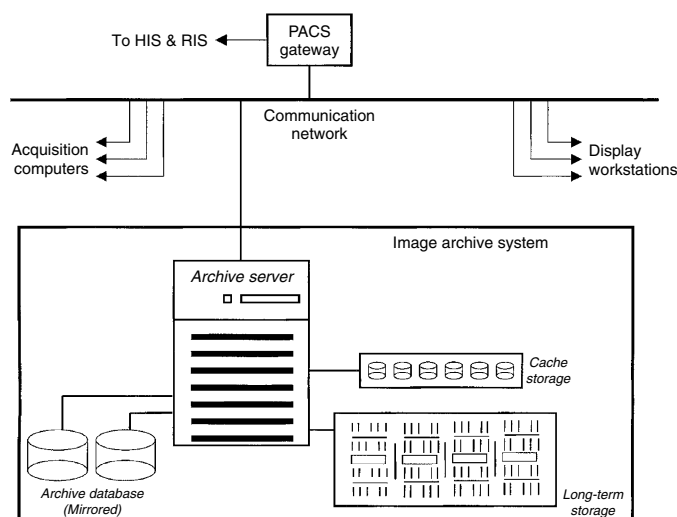 PACS
gateway
To HIS & RIS
Communication
network
Acquisition
computers
Display
workstations
Image archive system
Archive server
Cache
storage
Archive database
(Mirrored)
Long-term
storage